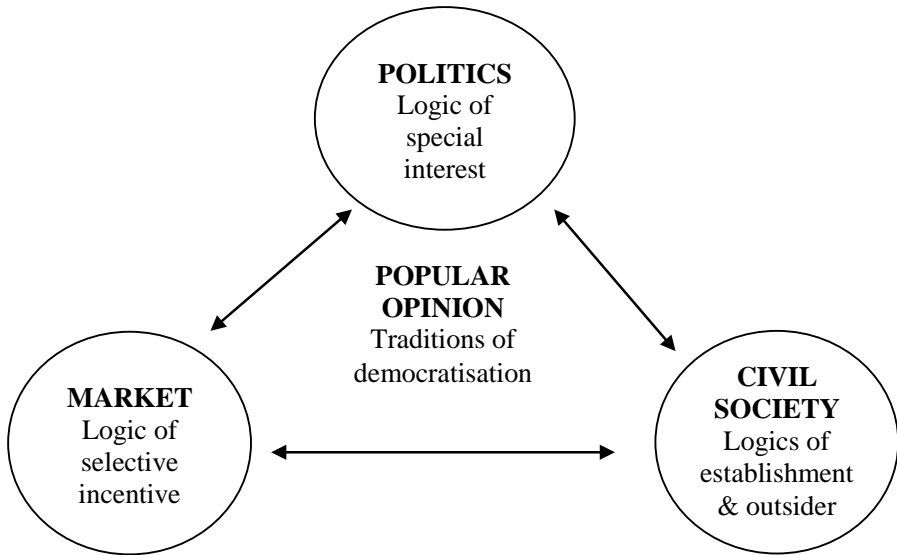 POLITICS
Logic of
special
interest
POPULAR
OPINION
Traditions of
democratisation
MARKET
Logic of
selective
incentive
CIVIL
SOCIETY
Logics of
establishment
& outsider